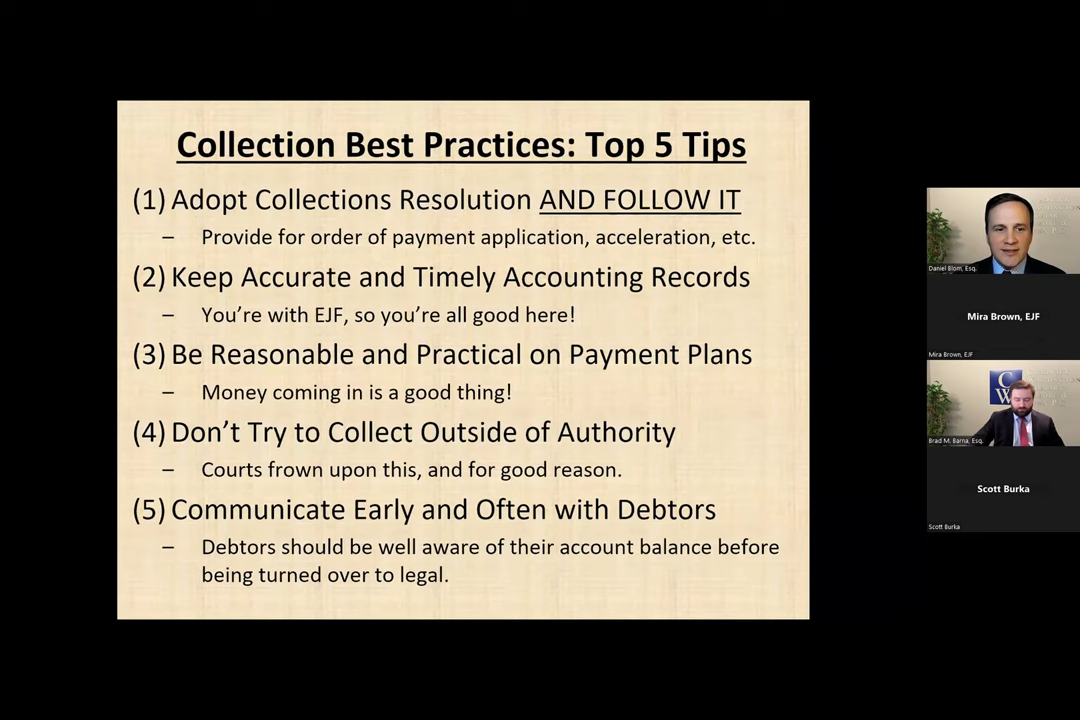 Collection Best Practices: Top 5 Tips
(1) Adopt Collections Resolution AND FOLLOW IT
– Provide for order of payment application, acceleration, etc.
(2) Keep Accurate and Timely Accounting Records
– You’re with EJF, so you’re all good here!
(3) Be Reasonable and Practical on Payment Plans
– Money coming in is a good thing!
(4) Don’t Try to Collect Outside of Authority
– Courts frown upon this, and for good reason.
(5) Communicate Early and Often with Debtors
– Debtors should be well aware of their account balance before
being turned over to legal.
Daniel Blom, Esq.
Mira Brown, EJF
Mira Brown, EJF
C
W
Brad M. Barna, Esq.
Scott Burka
Scott Burka